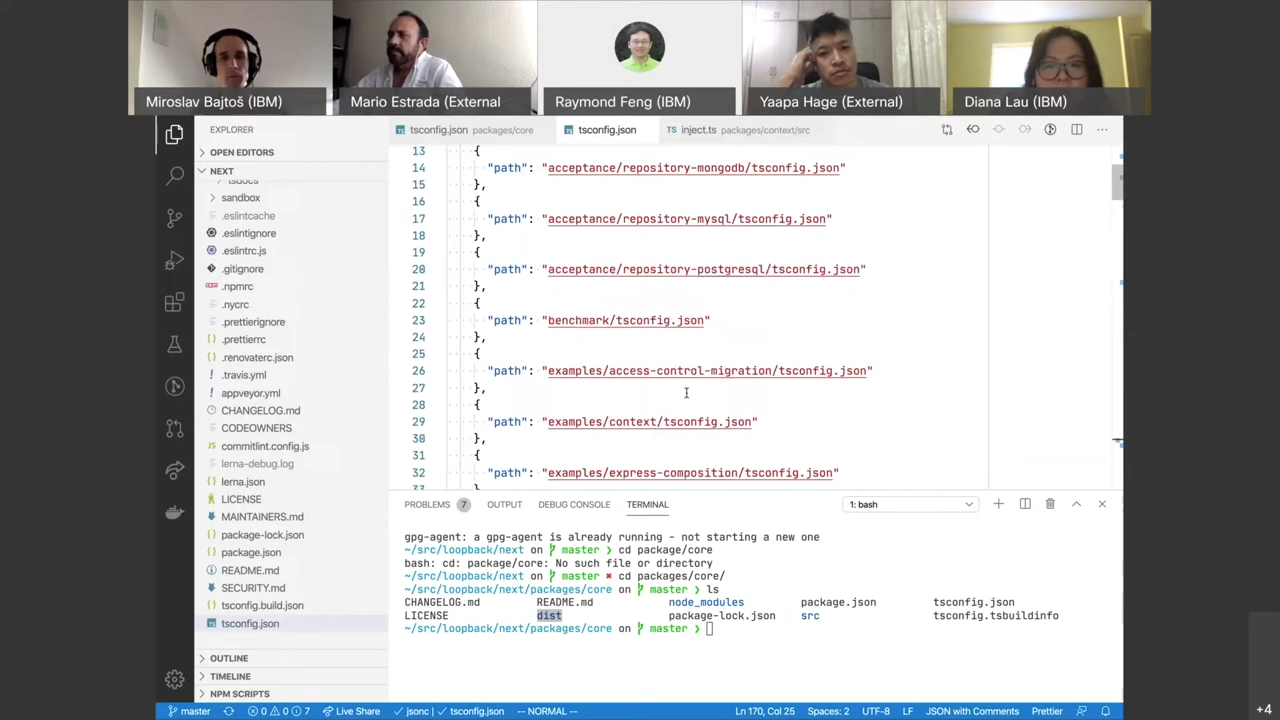 Miroslav Bajtoš (IBM)
Mario Estrada (External
Raymond Feng (IBM)
Yaapa Hage (External)
Diana Lau (IBM)
EXPLORER
OPEN EDITORS
NEXT
tsdocs
sandbox
.eslintcache
.eslintignore
.eslintrc.js
.gitignore
.npmrc
.nycrc
.prettierignore
.prettierrc
.renovaterc.json
.travis.yml
appveyor.yml
CHANGELOG.md
CODEOWNERS
commitlint.config.js
lerna-debug.log
lerna.json
LICENSE
MAINTAINERS.md
package-lock.json
package.json
README.md
SECURITY.md
tsconfig.build.json
tsconfig.json
OUTLINE
TIMELINE
NPM SCRIPTS
tsconfig.json packages/core
tsconfig.json
TS inject.ts packages/context/src
13 {
14 "path": "acceptance/repository-mongodb/tsconfig.json"
15 },
16 {
17 "path": "acceptance/repository-mysql/tsconfig.json"
18 },
19 {
20 "path": "acceptance/repository-postgresql/tsconfig.json"
21 },
22 {
23 "path": "benchmark/tsconfig.json"
24 },
25 {
26 "path": "examples/access-control-migration/tsconfig.json"
27 },
28 {
29 "path": "examples/context/tsconfig.json"
30 },
31 {
32 "path": "examples/express-composition/tsconfig.json"
33 }
PROBLEMS 7 OUTPUT DEBUG CONSOLE TERMINAL 1: bash
gpg-agent: a gpg-agent is already running - not starting a new one
~/src/loopback/next on master ❯ cd package/core
bash: cd: package/core: No such file or directory
~/src/loopback/next on master ✖ cd packages/core/
~/src/loopback/next/packages/core on master ❯ ls
CHANGELOG.md README.md node_modules package.json tsconfig.json
LICENSE dist package-lock.json src tsconfig.tsbuildinfo
~/src/loopback/next/packages/core on master ❯
master 0 0 7 Live Share jsonc tsconfig.json -- NORMAL -- Ln 170, Col 25 Spaces: 2 UTF-8 LF JSON with Comments Prettier
+4